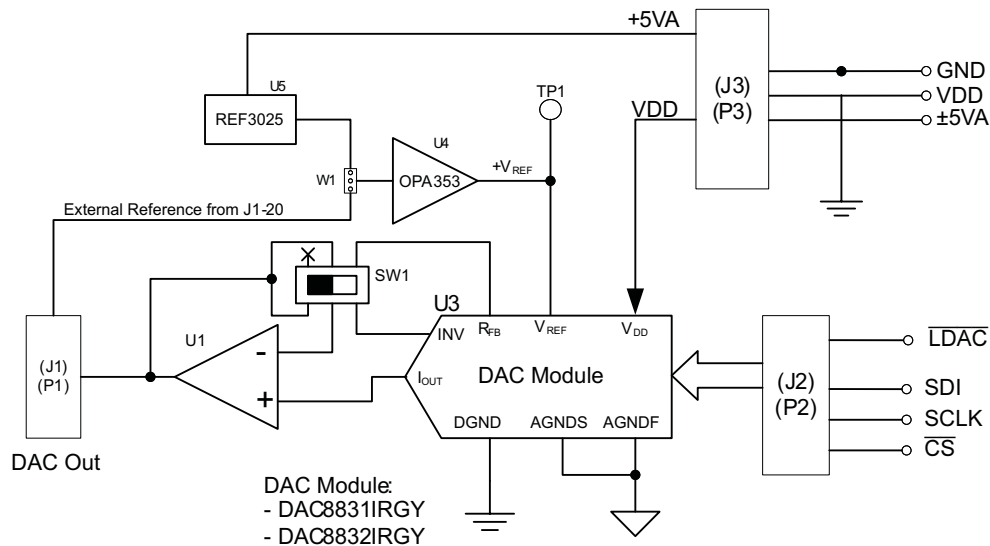 +5VA
U5
REF3025
TP1
(J3)
(P3)
GND
VDD
±5VA
VDD
U4
OPA353
+VREF
W1
External Reference from J1-20
SW1
U3
U1
INV
RFB
VREF
VDD
LDAC
(J1)
(P1)
-
+
IOUT
DAC Module
(J2)
(P2)
SDI
SCLK
CS
DGND
AGNDS
AGNDF
DAC Out
DAC Module:
- DAC8831IRGY
- DAC8832IRGY